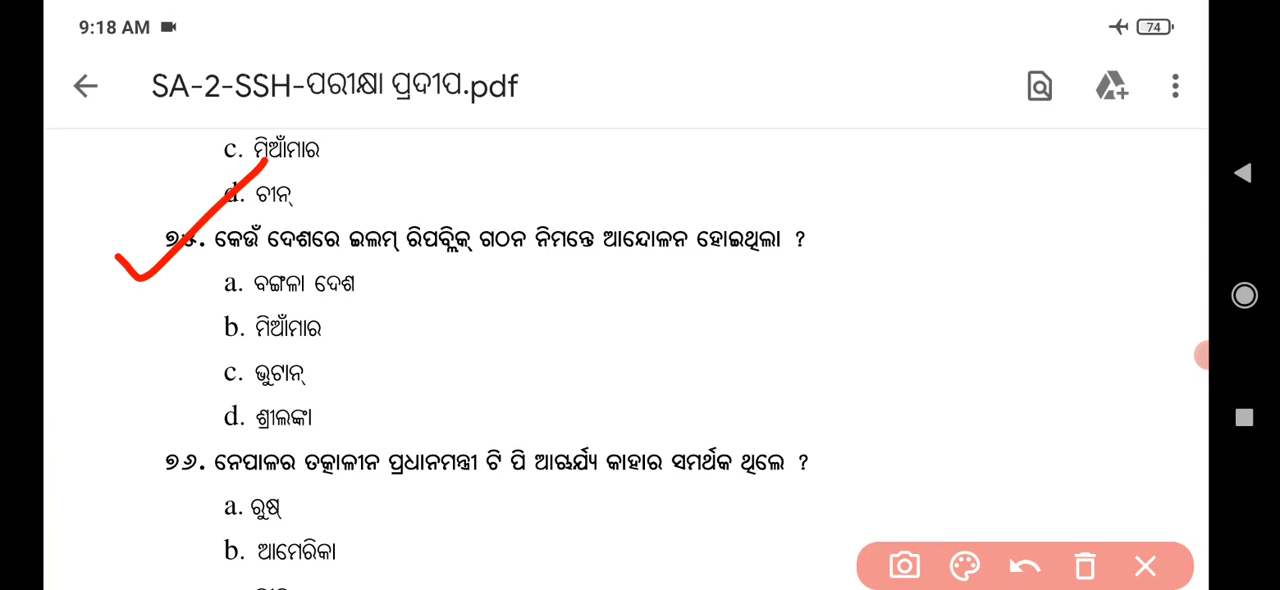 9:18 AM
74
SA-2-SSH-ପରୀକ୍ଷା ପ୍ରଦୀପ.pdf
c. ମିଆଁମାର
d. ଚୀନ୍
୭୫. କେଉଁ ଦେଶରେ ଇଲମ୍ ରିପବ୍ଲିକ୍ ଗଠନ ନିମନ୍ତେ ଆନ୍ଦୋଳନ ହୋଇଥିଲା ?
a. ବଙ୍ଗଳା ଦେଶ
b. ମିଆଁମାର
c. ଭୁଟାନ୍
d. ଶ୍ରୀଲଙ୍କା
୭୬. ନେପାଳର ତତ୍କାଳୀନ ପ୍ରଧାନମନ୍ତ୍ରୀ ଟି ପି ଆଚାର୍ଯ୍ୟ କାହାର ସମର୍ଥକ ଥିଲେ ?
a. ରୁଷ୍
b. ଆମେରିକା